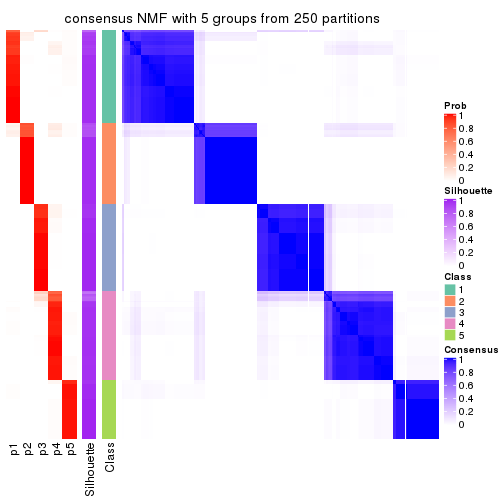 consensus NMF with 5 groups from 250 partitions
Prob
1
0.8
0.6
0.4
0.2
0
Silhouette
1
0.8
0.6
0.4
0.2
0
Class
1
2
3
4
5
Consensus
1
0.8
0.6
0.4
0.2
0
p1
p2
p3
p4
p5
Silhouette
Class